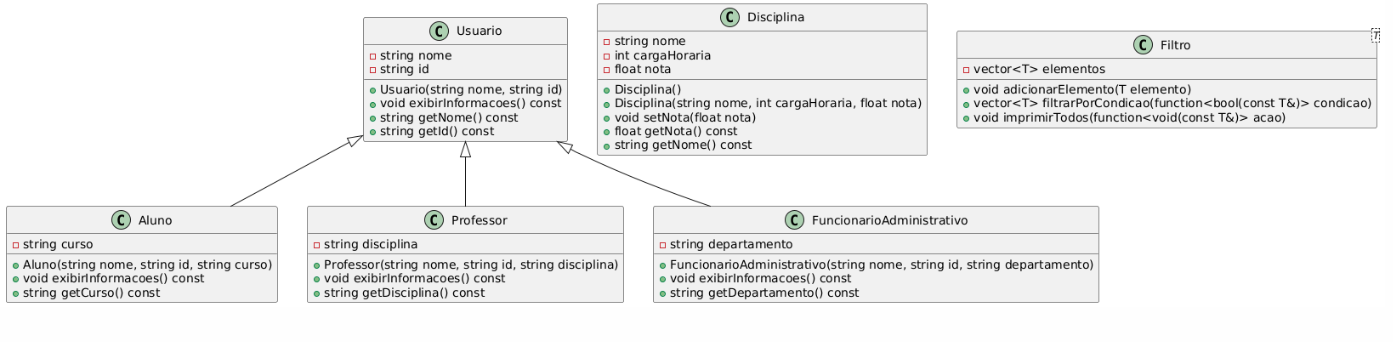 C Usuario
string nome
string id
Usuario(string nome, string id)
void exibirInformacoes() const
string getNome() const
string getId() const
C Disciplina
string nome
int cargaHoraria
float nota
Disciplina()
Disciplina(string nome, int cargaHoraria, float nota)
void setNota(float nota)
float getNota() const
string getNome() const
T
C Filtro
vector<T> elementos
void adicionarElemento(T elemento)
vector<T> filtrarPorCondicao(function<bool(const T&)> condicao)
void imprimirTodos(function<void(const T&)> acao)
C Aluno
string curso
Aluno(string nome, string id, string curso)
void exibirInformacoes() const
string getCurso() const
C Professor
string disciplina
Professor(string nome, string id, string disciplina)
void exibirInformacoes() const
string getDisciplina() const
C FuncionarioAdministrativo
string departamento
FuncionarioAdministrativo(string nome, string id, string departamento)
void exibirInformacoes() const
string getDepartamento() const